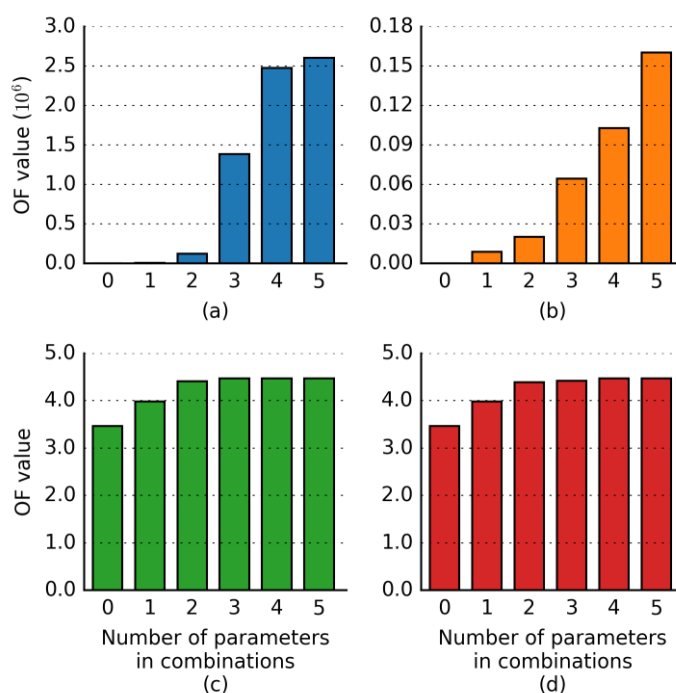 3.0
2.5
2.0
1.5
1.0
0.5
0.0
OF value (10⁶)
0 1 2 3 4 5
(a)
0.18
0.15
0.12
0.09
0.06
0.03
0.00
0 1 2 3 4 5
(b)
5.0
4.0
3.0
2.0
1.0
0.0
OF value
0 1 2 3 4 5
Number of parameters
in combinations
(c)
5.0
4.0
3.0
2.0
1.0
0.0
0 1 2 3 4 5
Number of parameters
in combinations
(d)